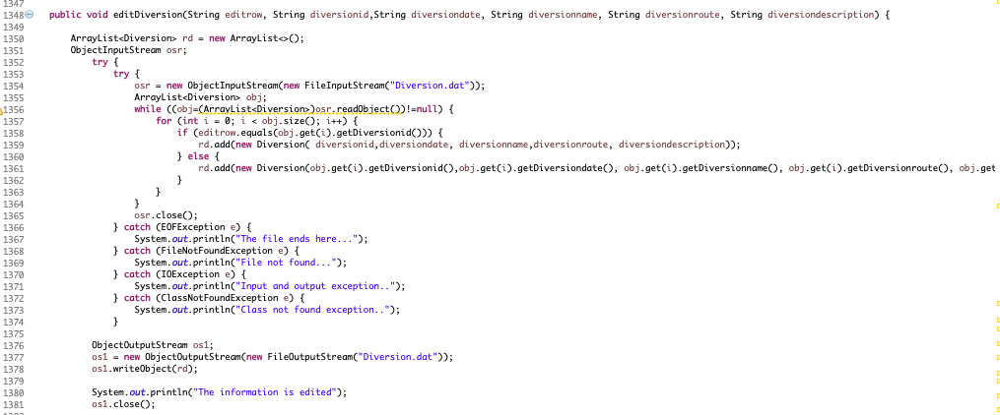 1347
1348 public void editDiversion(String editrow, String diversionid,String diversiondate, String diversionname, String diversionroute, String diversiondescription) {
1349
1350 ArrayList<Diversion> rd = new ArrayList<>();
1351 ObjectInputStream osr;
1352 try {
1353 try {
1354 osr = new ObjectInputStream(new FileInputStream("Diversion.dat"));
1355 ArrayList<Diversion> obj;
1356 while ((obj=(ArrayList<Diversion>)osr.readObject())!=null) {
1357 for (int i = 0; i < obj.size(); i++) {
1358 if (editrow.equals(obj.get(i).getDiversionid())) {
1359 rd.add(new Diversion( diversionid,diversiondate, diversionname,diversionroute, diversiondescription));
1360 } else {
1361 rd.add(new Diversion(obj.get(i).getDiversionid(),obj.get(i).getDiversiondate(), obj.get(i).getDiversionname(), obj.get(i).getDiversionroute(), obj.get
1362 }
1363 }
1364 }
1365 osr.close();
1366 } catch (EOFException e) {
1367 System.out.println("The file ends here...");
1368 } catch (FileNotFoundException e) {
1369 System.out.println("File not found...");
1370 } catch (IOException e) {
1371 System.out.println("Input and output exception..");
1372 } catch (ClassNotFoundException e) {
1373 System.out.println("Class not found exception..");
1374 }
1375
1376 ObjectOutputStream os1;
1377 os1 = new ObjectOutputStream(new FileOutputStream("Diversion.dat"));
1378 os1.writeObject(rd);
1379
1380 System.out.println("The information is edited");
1381 os1.close();